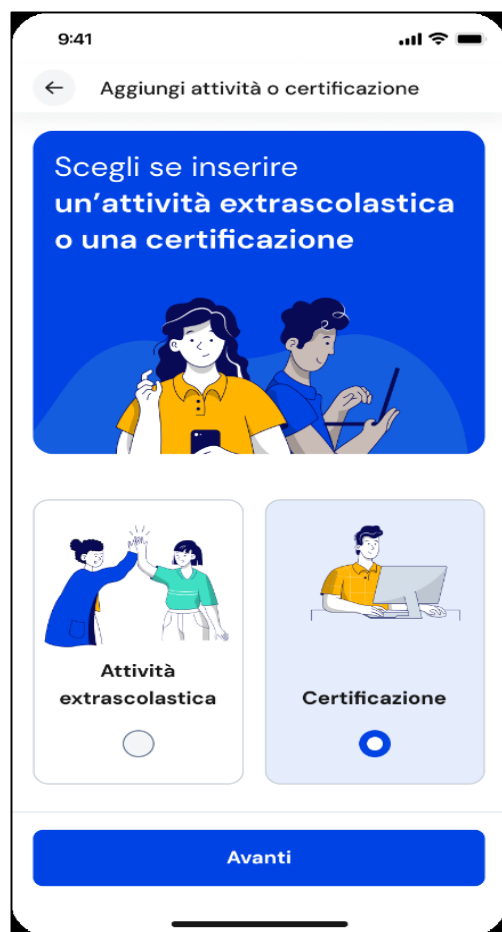 9:41
Aggiungi attività o certificazione
Scegli se inserire
un’attività extrascolastica
o una certificazione
Attività
extrascolastica
Certificazione
Avanti